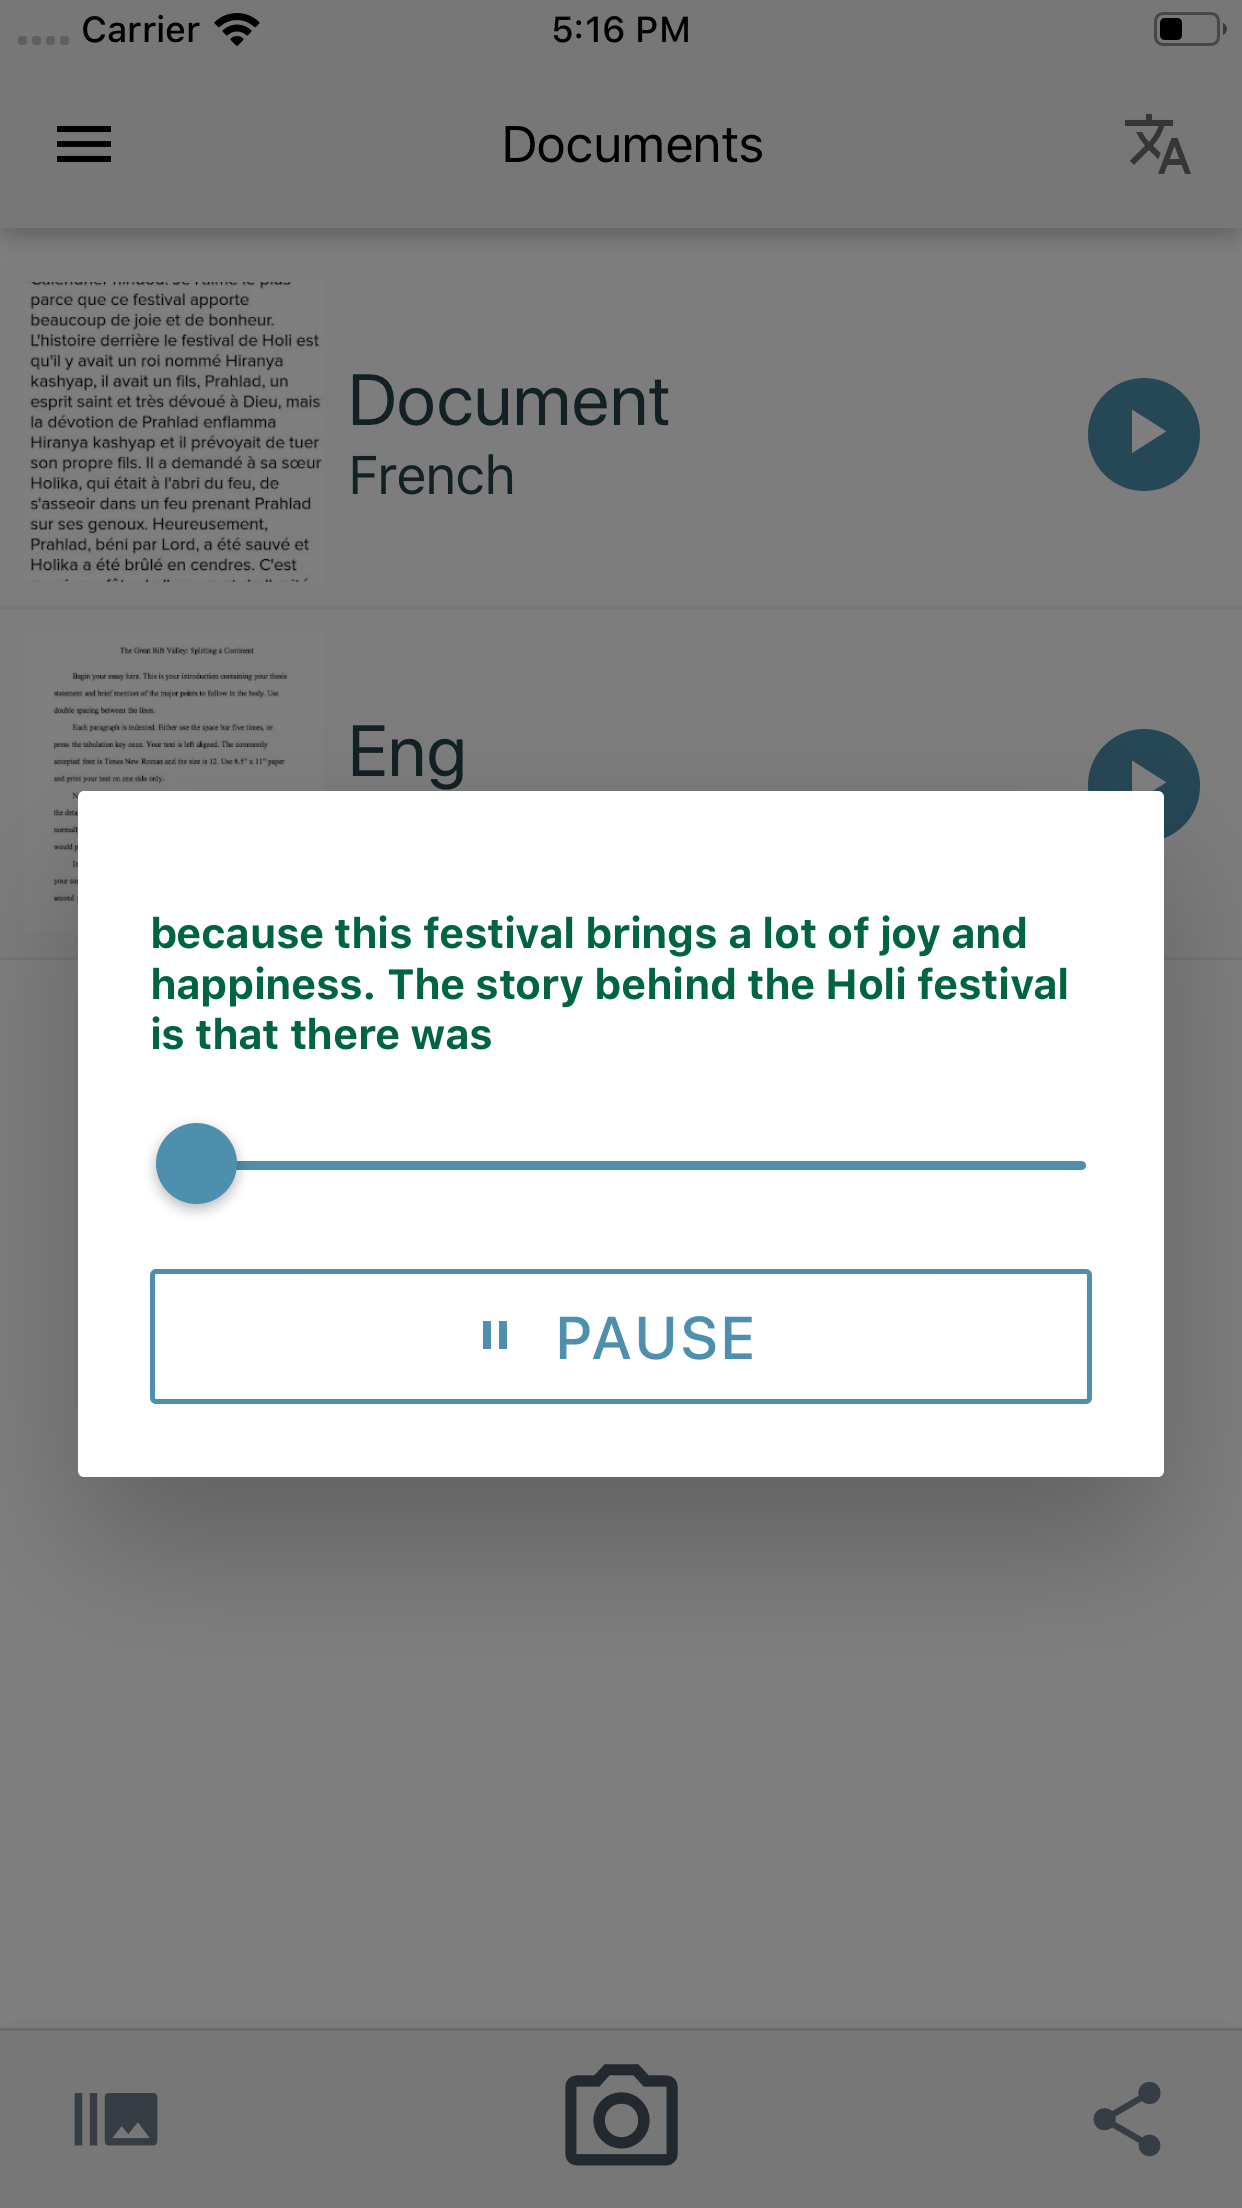 Carrier
5:16 PM
Documents
parce que ce festival apporte
beaucoup de joie et de bonheur.
L'histoire derrière le festival de Holi est
qu'il y avait un roi nommé Hiranya
kashyap, il avait un fils, Prahlad, un
esprit saint et très dévoué à Dieu, mais
la dévotion de Prahlad enflamma
Hiranya kashyap et il prévoyait de tuer
son propre fils. Il a demandé à sa sœur
Holika, qui était à l'abri du feu, de
s'asseoir dans un feu prenant Prahlad
sur ses genoux. Heureusement,
Prahlad, béni par Lord, a été sauvé et
Holika a été brûlé en cendres. C'est
Document
French
The Great Rift Valley: Splitting a Continent
Begin your essay here. This is your introduction containing your thesis
statement and brief mention of the major points to follow in the body. Use
double spacing between the lines.
Each paragraph is indented. Either use the space bar five times, or
press the tabulation key once. Your text is left aligned. The commonly
accepted font is Times New Roman and the size is 12. Use 8.5" x 11" paper
and print your text on one side only.
Eng
because this festival brings a lot of joy and
happiness. The story behind the Holi festival
is that there was
PAUSE